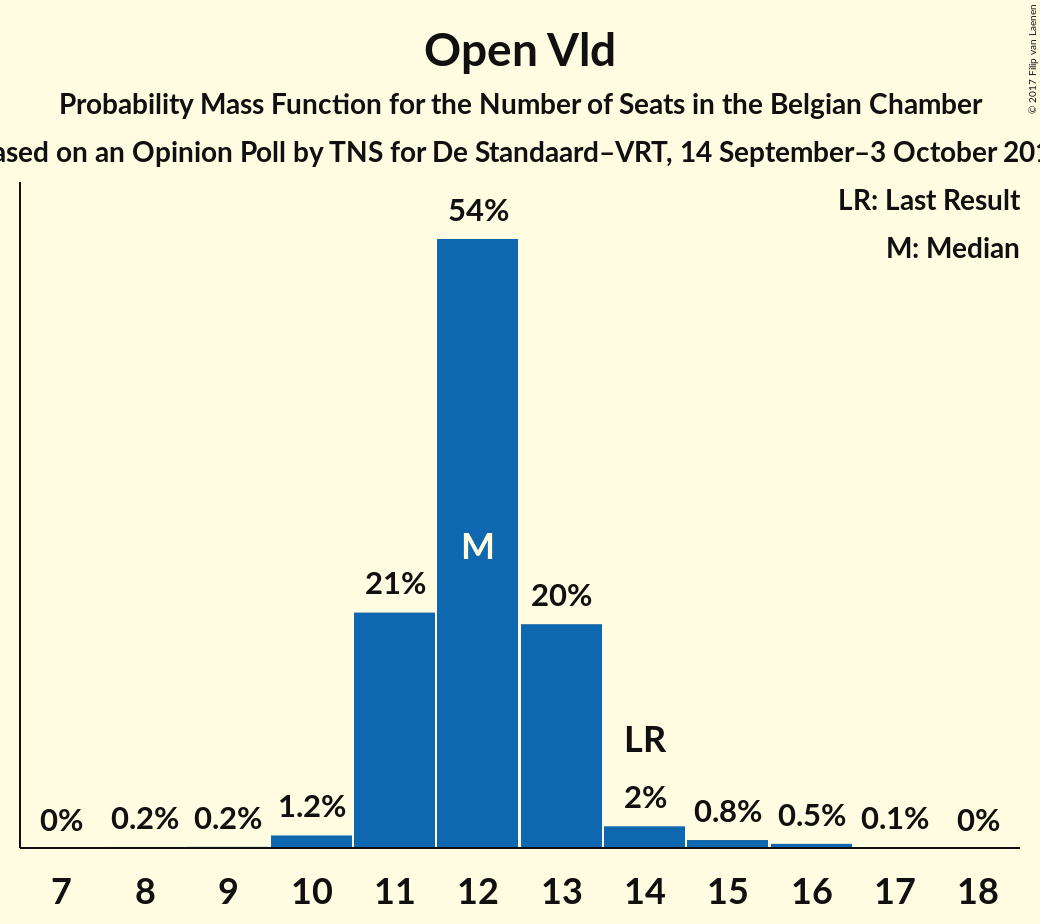 Open Vld
Probability Mass Function for the Number of Seats in the Belgian Chamber
on an Opinion Poll by TNS for De Standaard–VRT, 14 September–3 October
LR: Last Result
M: Median
54%
M
21%
20%
LR
2%
1.2%
0.8%
0.5%
0%
0.2%
0.2%
0.1%
0%
7 8 9 10 11 12 13 14 15 16 17 18
© 2017 Filip van Laenen